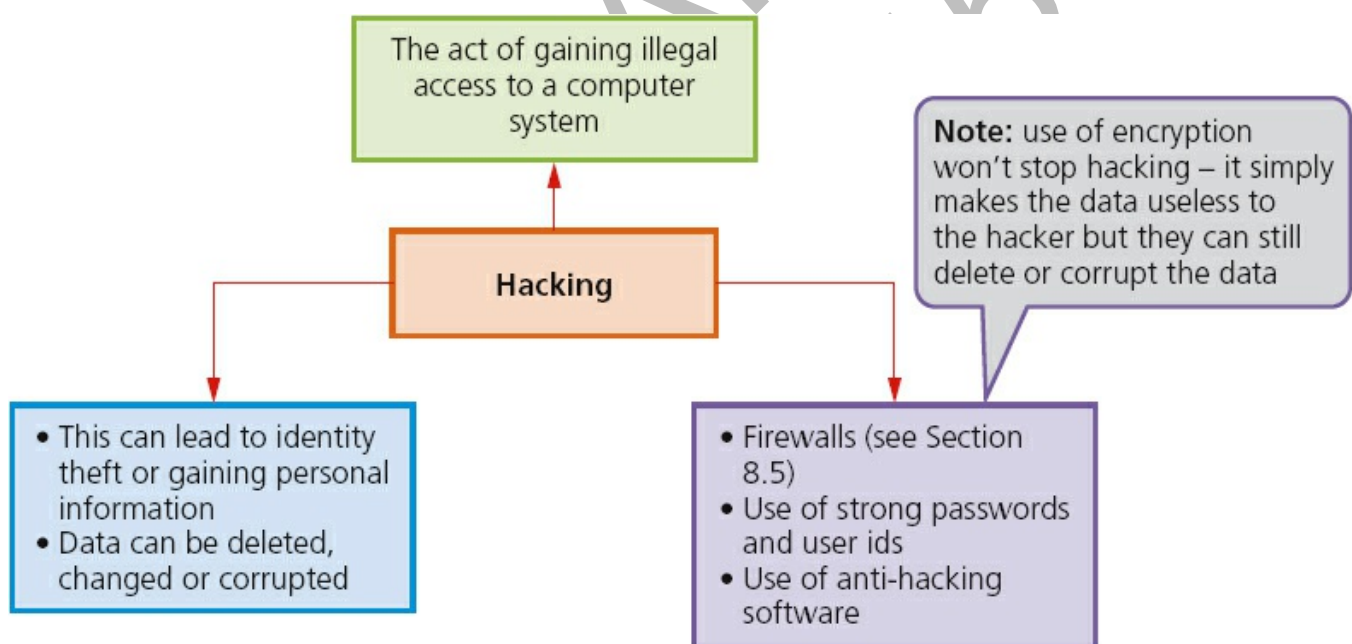 The act of gaining illegal
access to a computer
system
Note: use of encryption
won't stop hacking – it simply
makes the data useless to
the hacker but they can still
delete or corrupt the data
Hacking
• This can lead to identity
theft or gaining personal
information
• Data can be deleted,
changed or corrupted
• Firewalls (see Section
8.5)
• Use of strong passwords
and user ids
• Use of anti-hacking
software